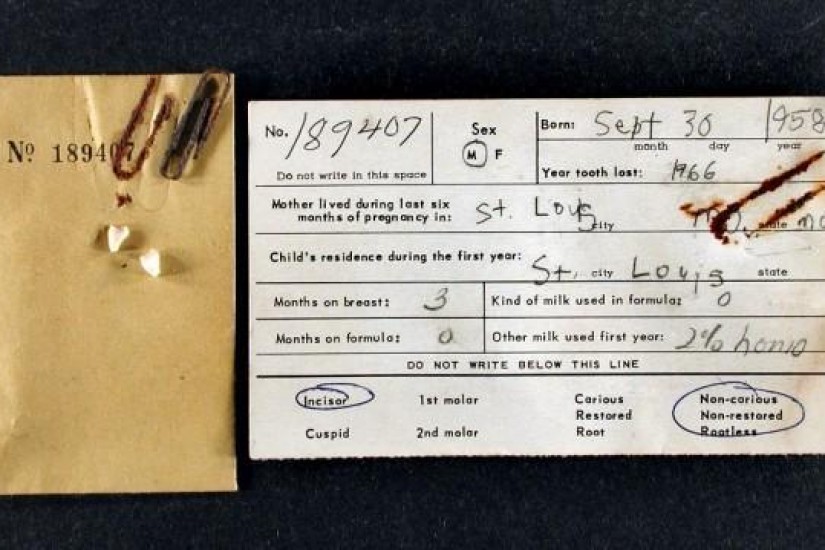 Nº 189407
No. 189407
Sex
M F
Do not write in this space
Born: Sept 30 1958
month day year
Year tooth lost: 1966
Mother lived during last six
months of pregnancy in: St. Louis Mo.
city state
Child's residence during the first year: St. Louis
city state
Months on breast: 3
Kind of milk used in formula: 0
Months on formula: 0
Other milk used first year: 2% homo
DO NOT WRITE BELOW THIS LINE
Incisor 1st molar Carious Non-carious
Restored Non-restored
Cuspid 2nd molar Root Rootless